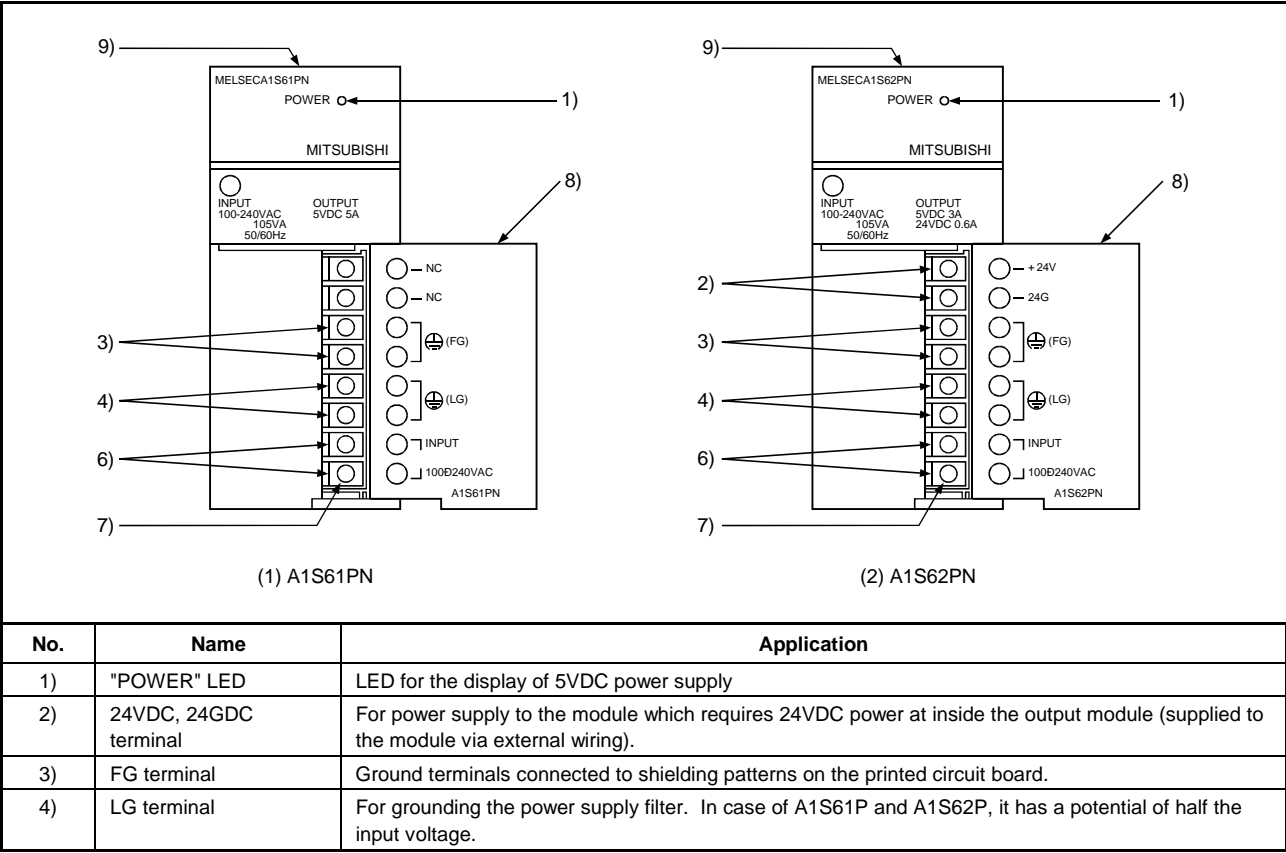 9)
MELSECA1S61PN
POWER
1)
MITSUBISHI
8)
INPUT
100-240VAC
105VA
50/60Hz
OUTPUT
5VDC 5A
NC
NC
3)
(FG)
4)
(LG)
6)
INPUT
100Ð240VAC
A1S61PN
7)
(1) A1S61PN
9)
MELSECA1S62PN
POWER
1)
MITSUBISHI
8)
INPUT
100-240VAC
105VA
50/60Hz
OUTPUT
5VDC 3A
24VDC 0.6A
2)
+24V
24G
3)
(FG)
4)
(LG)
6)
INPUT
100Ð240VAC
A1S62PN
7)
(2) A1S62PN
No. Name Application
1) "POWER" LED LED for the display of 5VDC power supply
2) 24VDC, 24GDC terminal For power supply to the module which requires 24VDC power at inside the output module (supplied to
the module via external wiring).
3) FG terminal Ground terminals connected to shielding patterns on the printed circuit board.
4) LG terminal For grounding the power supply filter. In case of A1S61P and A1S62P, it has a potential of half the
input voltage.